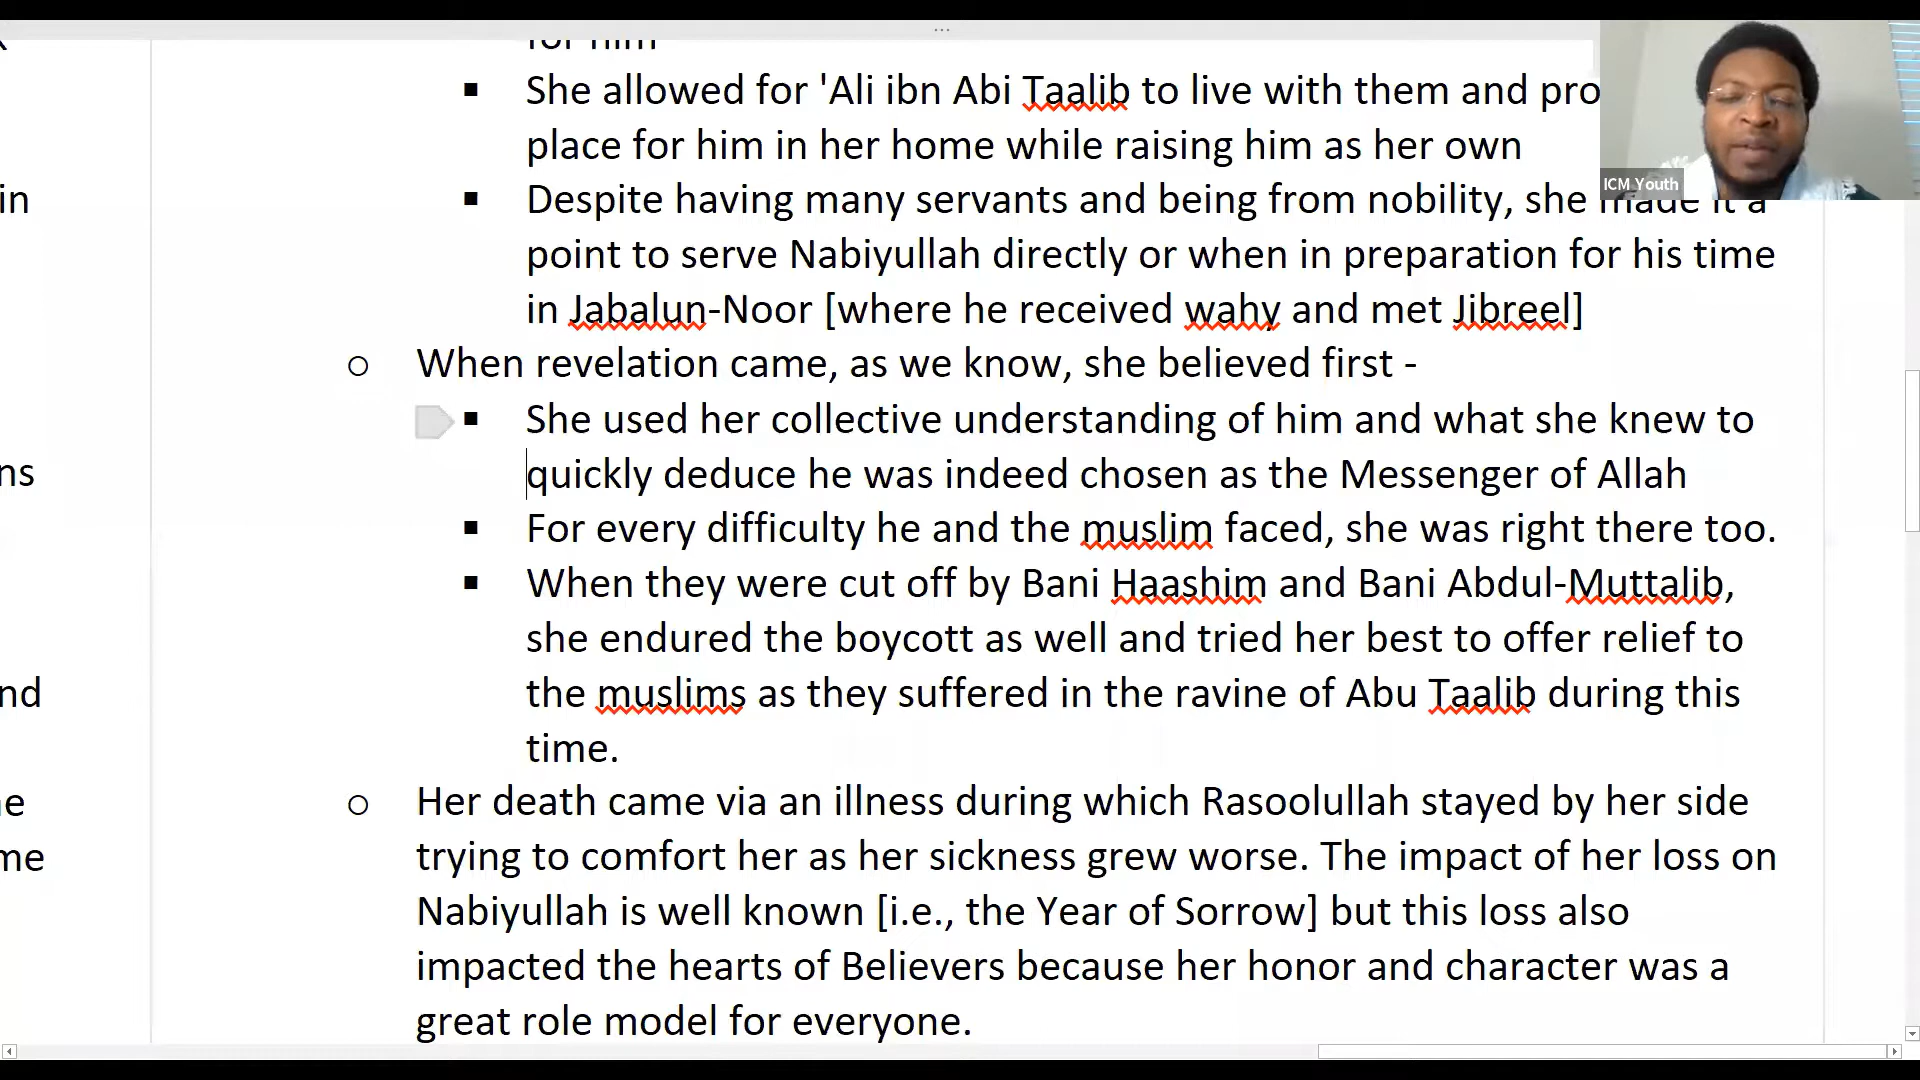 for him
She allowed for 'Ali ibn Abi Taalib to live with them and pro
ICM Youth
place for him in her home while raising him as her own
in
Despite having many servants and being from nobility, she made it a
point to serve Nabiyullah directly or when in preparation for his time
in Jabalun-Noor [where he received wahy and met Jibreel]
When revelation came, as we know, she believed first -
She used her collective understanding of him and what she knew to
ns
quickly deduce he was indeed chosen as the Messenger of Allah
For every difficulty he and the muslim faced, she was right there too.
When they were cut off by Bani Haashim and Bani Abdul-Muttalib,
she endured the boycott as well and tried her best to offer relief to
nd
the muslims as they suffered in the ravine of Abu Taalib during this
time.
Her death came via an illness during which Rasoolullah stayed by her side
me
trying to comfort her as her sickness grew worse. The impact of her loss on
Nabiyullah is well known [i.e., the Year of Sorrow] but this loss also
impacted the hearts of Believers because her honor and character was a
great role model for everyone.